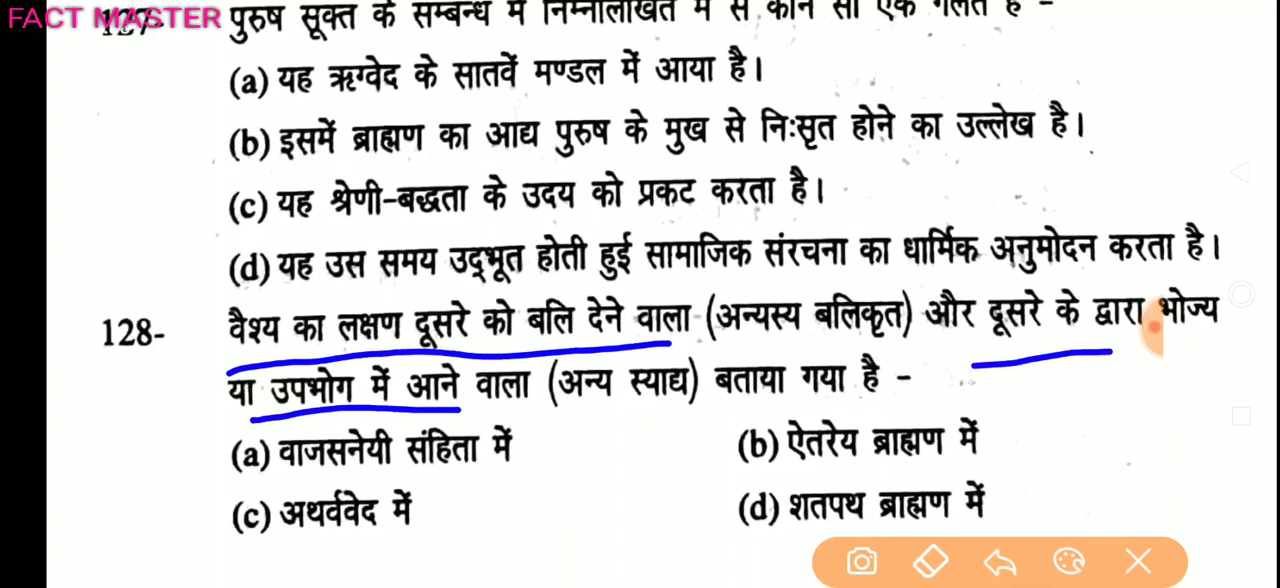 FACT MASTER
127- पुरुष सूक्त के सम्बन्ध में निम्नलिखित में से कौन सा एक गलत है -
(a) यह ऋग्वेद के सातवें मण्डल में आया है।
(b) इसमें ब्राह्मण का आद्य पुरुष के मुख से निःसृत होने का उल्लेख है।
(c) यह श्रेणी-बद्धता के उदय को प्रकट करता है।
(d) यह उस समय उद्‌भूत होती हुई सामाजिक संरचना का धार्मिक अनुमोदन करता है।
128- वैश्य का लक्षण दूसरे को बलि देने वाला (अन्यस्य बलिकृत) और दूसरे के द्वारा भोज्य
या उपभोग में आने वाला (अन्य स्याद्य) बताया गया है -
(a) वाजसनेयी संहिता में (b) ऐतरेय ब्राह्मण में
(c) अथर्ववेद में (d) शतपथ ब्राह्मण में